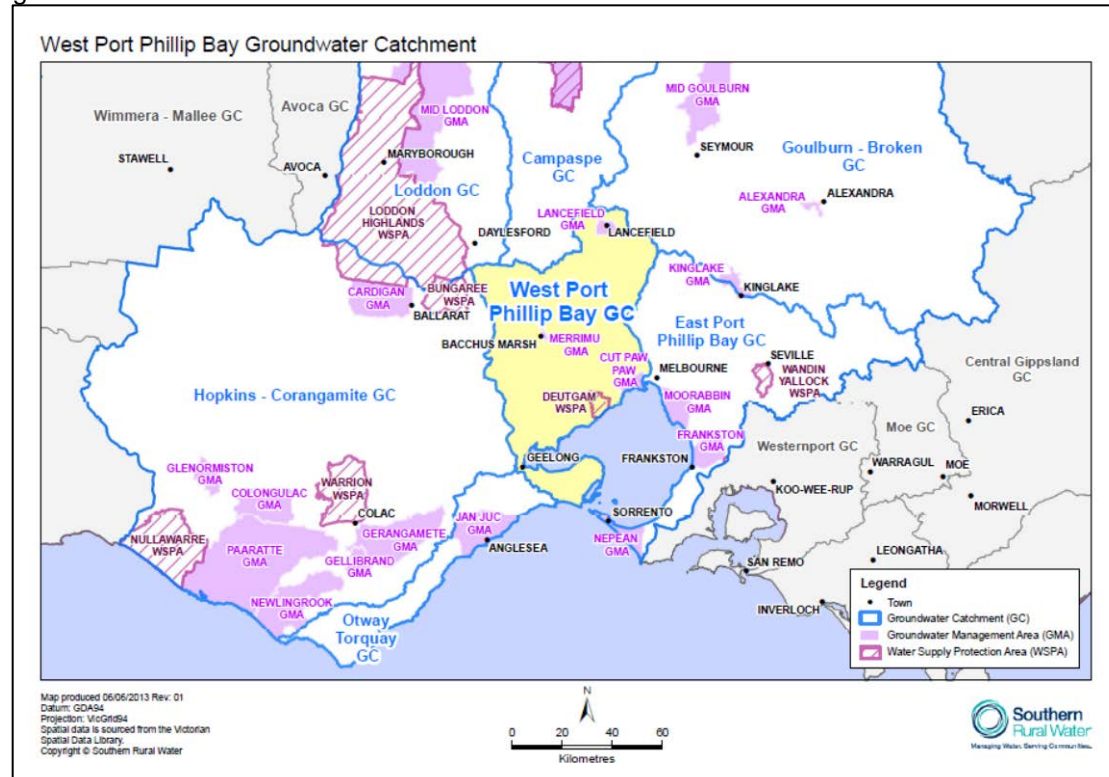 West Port Phillip Bay Groundwater Catchment
Wimmera - Mallee GC
Avoca GC
STAWELL
AVOCA
MID LODDON
GMA
MARYBOROUGH
Loddon GC
LODDON
HIGHLANDS
WSPA
Campaspe
GC
MID GOULBURN
GMA
SEYMOUR
Goulburn - Broken
GC
ALEXANDRA
GMA
ALEXANDRA
LANCEFIELD
GMA
LANCEFIELD
DAYLESFORD
KINGLAKE
GMA
KINGLAKE
CARDIGAN
GMA
BUNGAREE
WSPA
BALLARAT
West Port
Phillip Bay GC
BACCHUS MARSH
MERRIMU
GMA
East Port
Phillip Bay GC
CUT PAW
PAW
GMA
MELBOURNE
SEVILLE
WANDIN
YALLOCK
WSPA
Central Gippsland
GC
ERICA
Hopkins - Corangamite GC
DEUTGAM
WSPA
MOORABBIN
GMA
FRANKSTON
GMA
Westernport GC
Moe GC
WARRAGUL
MOE
MORWELL
GEELONG
FRANKSTON
KOO-WEE-RUP
GLENORMISTON
GMA
COLONGULAC
GMA
WARRION
WSPA
COLAC
NULLAWARRE
WSPA
PAARATTE
GMA
GERANGAMETE
GMA
GELLIBRAND
GMA
JAN JUC
GMA
ANGLESEA
SORRENTO
NEPEAN
GMA
SAN REMO
LEONGATHA
INVERLOCH
NEWLINGROOK
GMA
Otway
Torquay
GC
Legend
Town
Groundwater Catchment (GC)
Groundwater Management Area (GMA)
Water Supply Protection Area (WSPA)
Map produced 06/06/2013 Rev: 01
Datum: GDA94
Projection: VicGrid94
Spatial data is sourced from the Victorian
Spatial Data Library.
Copyright © Southern Rural Water
N
0 20 40 60
Kilometres
Southern
Rural Water
Managing Water. Serving Communities.